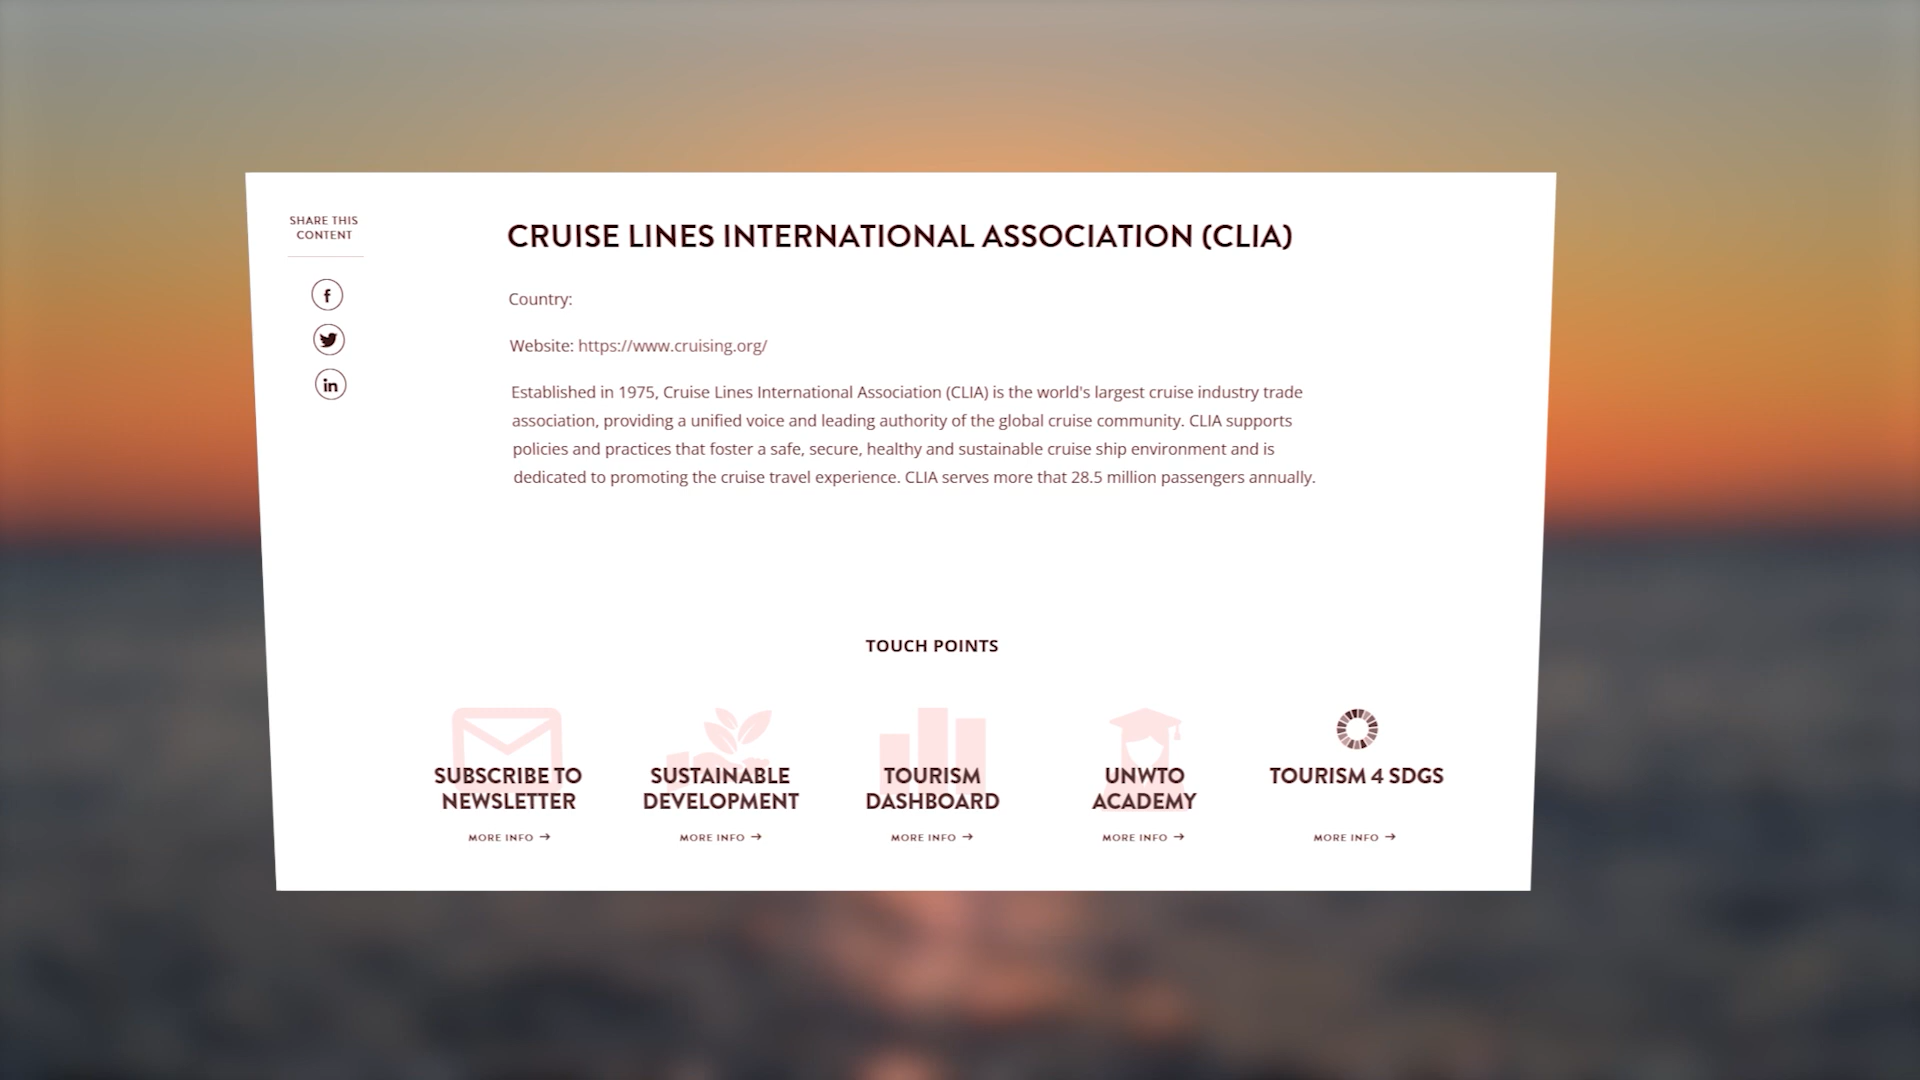 SHARE THIS
CONTENT
CRUISE LINES INTERNATIONAL ASSOCIATION (CLIA)
Country:
Website: https://www.cruising.org/
Established in 1975, Cruise Lines International Association (CLIA) is the world's largest cruise industry trade
association, providing a unified voice and leading authority of the global cruise community. CLIA supports
policies and practices that foster a safe, secure, healthy and sustainable cruise ship environment and is
dedicated to promoting the cruise travel experience. CLIA serves more that 28.5 million passengers annually.
TOUCH POINTS
SUBSCRIBE TO
NEWSLETTER
MORE INFO →
SUSTAINABLE
DEVELOPMENT
MORE INFO →
TOURISM
DASHBOARD
MORE INFO →
UNWTO
ACADEMY
MORE INFO →
TOURISM 4 SDGS
MORE INFO →